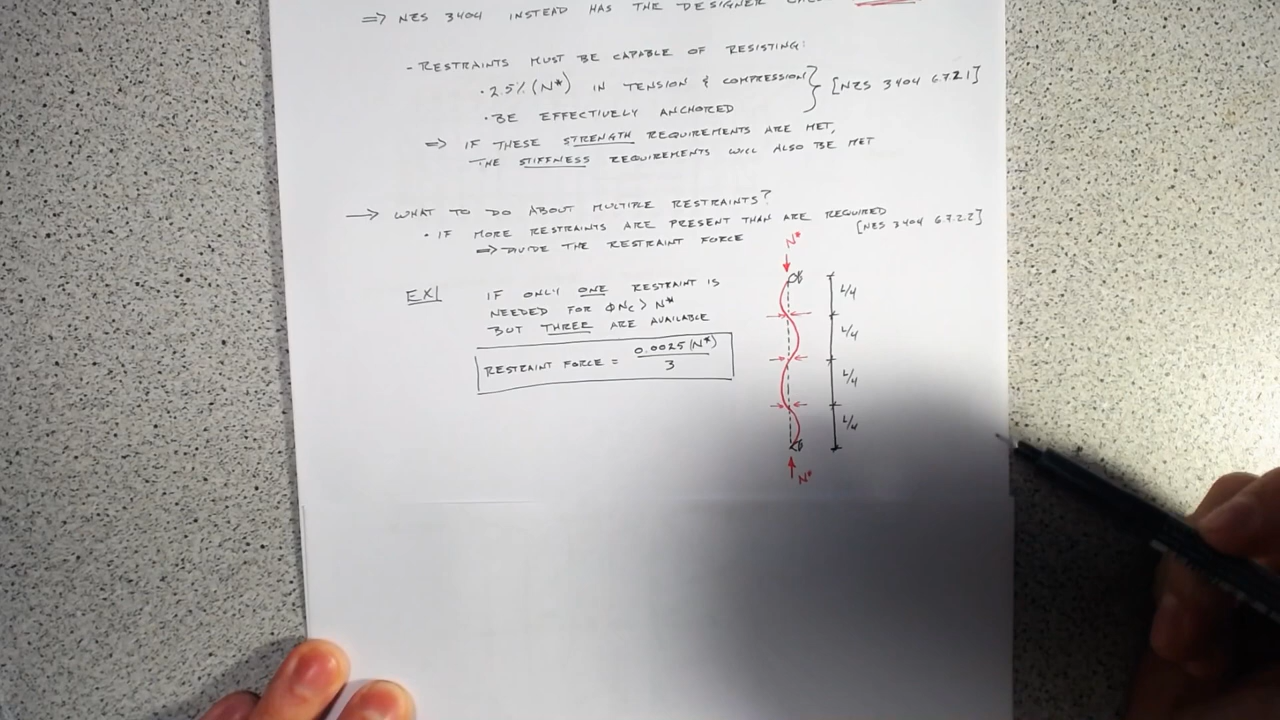 ⇒ NZS 3404 INSTEAD HAS THE DESIGNER
- RESTRAINTS MUST BE CAPABLE OF RESISTING:
· 2.5% (N*) IN TENSION & COMPRESSION } [NZS 3404 6.7.2.1]
· BE EFFECTIVELY ANCHORED
⇒ IF THESE STRENGTH REQUIREMENTS ARE MET,
THE STIFFNESS REQUIREMENTS WILL ALSO BE MET
→ WHAT TO DO ABOUT MULTIPLE RESTRAINTS?
· IF MORE RESTRAINTS ARE PRESENT THAN ARE REQUIRED [NZS 3404 6.7.2.2]
⇒ DIVIDE THE RESTRAINT FORCE
EX1 IF ONLY ONE RESTRAINT IS
NEEDED FOR ΦNc > N*
BUT THREE ARE AVAILABLE
RESTRAINT FORCE = 0.0025 (N*) / 3
N*
L/4
L/4
L/4
L/4
N*